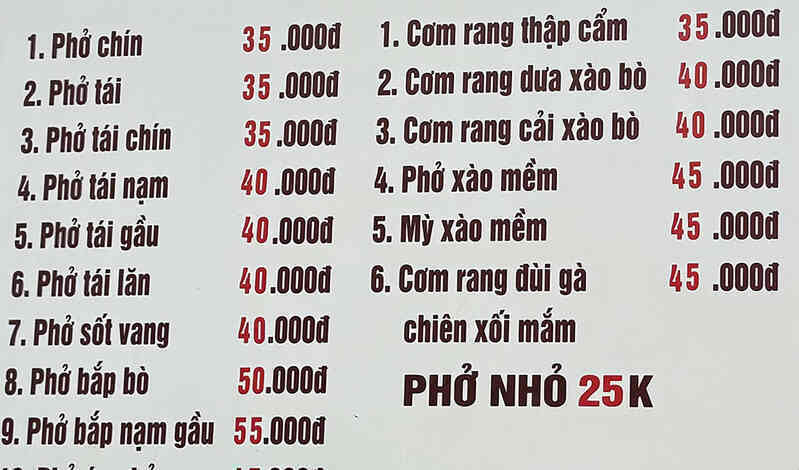 1. Phở chín 35.000đ
2. Phở tái 35.000đ
3. Phở tái chín 35.000đ
4. Phở tái nạm 40.000đ
5. Phở tái gầu 40.000đ
6. Phở tái lăn 40.000đ
7. Phở sốt vang 40.000đ
8. Phở bắp bò 50.000đ
9. Phở bắp nạm gầu 55.000đ
1. Cơm rang thập cẩm 35.000đ
2. Cơm rang dưa xào bò 40.000đ
3. Cơm rang cải xào bò 40.000đ
4. Phở xào mềm 45.000đ
5. Mỳ xào mềm 45.000đ
6. Cơm rang đùi gà 45.000đ
chiên xối mắm
PHỞ NHỎ 25K